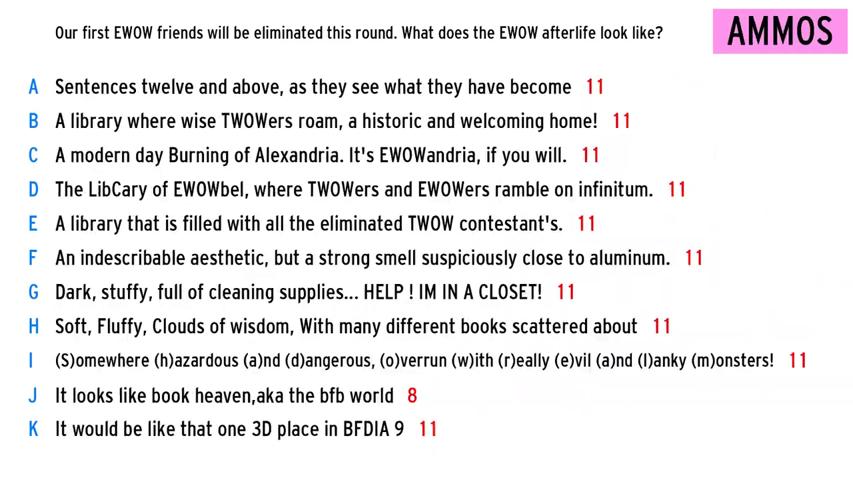 Our first EWOW friends will be eliminated this round. What does the EWOW afterlife look like?
AMMOS
A Sentences twelve and above, as they see what they have become 11
B A library where wise TWOWers roam, a historic and welcoming home! 11
C A modern day Burning of Alexandria. It's EWOWandria, if you will. 11
D The LibCary of EWOWbel, where TWOWers and EWOWers ramble on infinitum. 11
E A library that is filled with all the eliminated TWOW contestant's. 11
F An indescribable aesthetic, but a strong smell suspiciously close to aluminum. 11
G Dark, stuffy, full of cleaning supplies... HELP ! IM IN A CLOSET! 11
H Soft, Fluffy, Clouds of wisdom, With many different books scattered about 11
I (S)omewhere (h)azardous (a)nd (d)angerous, (o)verrun (w)ith (r)eally (e)vil (a)nd (l)anky (m)onsters! 11
J It looks like book heaven,aka the bfb world 8
K It would be like that one 3D place in BFDIA 9 11